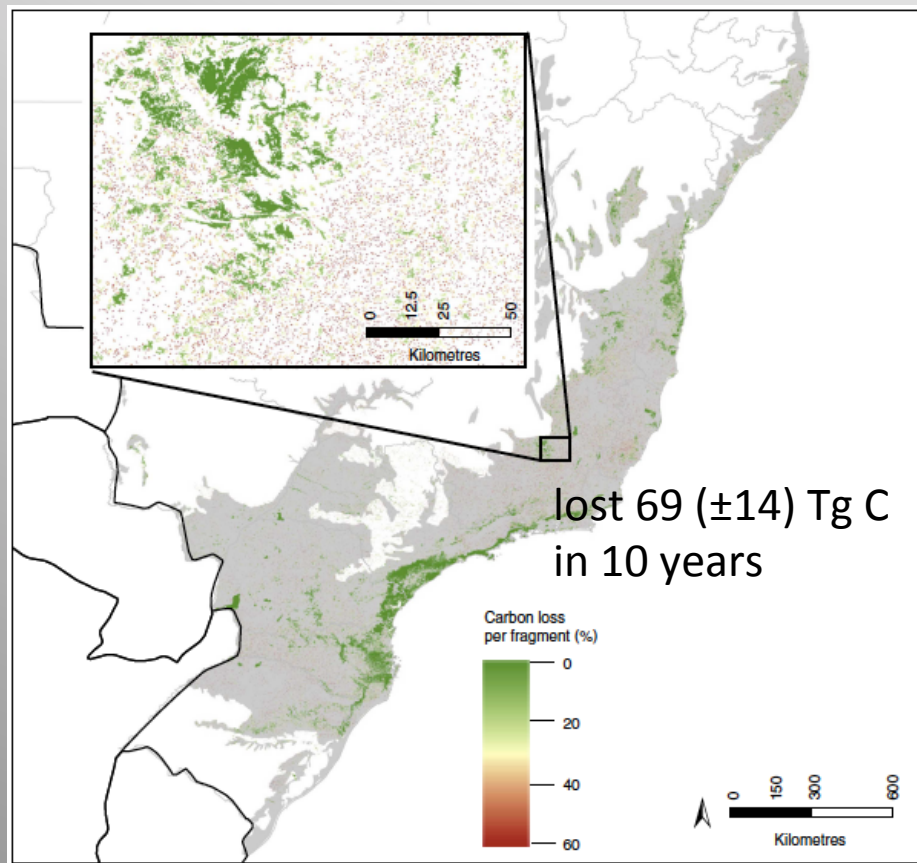 0
12.5
25
50
Kilometres
lost 69 (±14) Tg C
in 10 years
Carbon loss
per fragment (%)
0
20
40
60
0
150
300
600
Kilometres